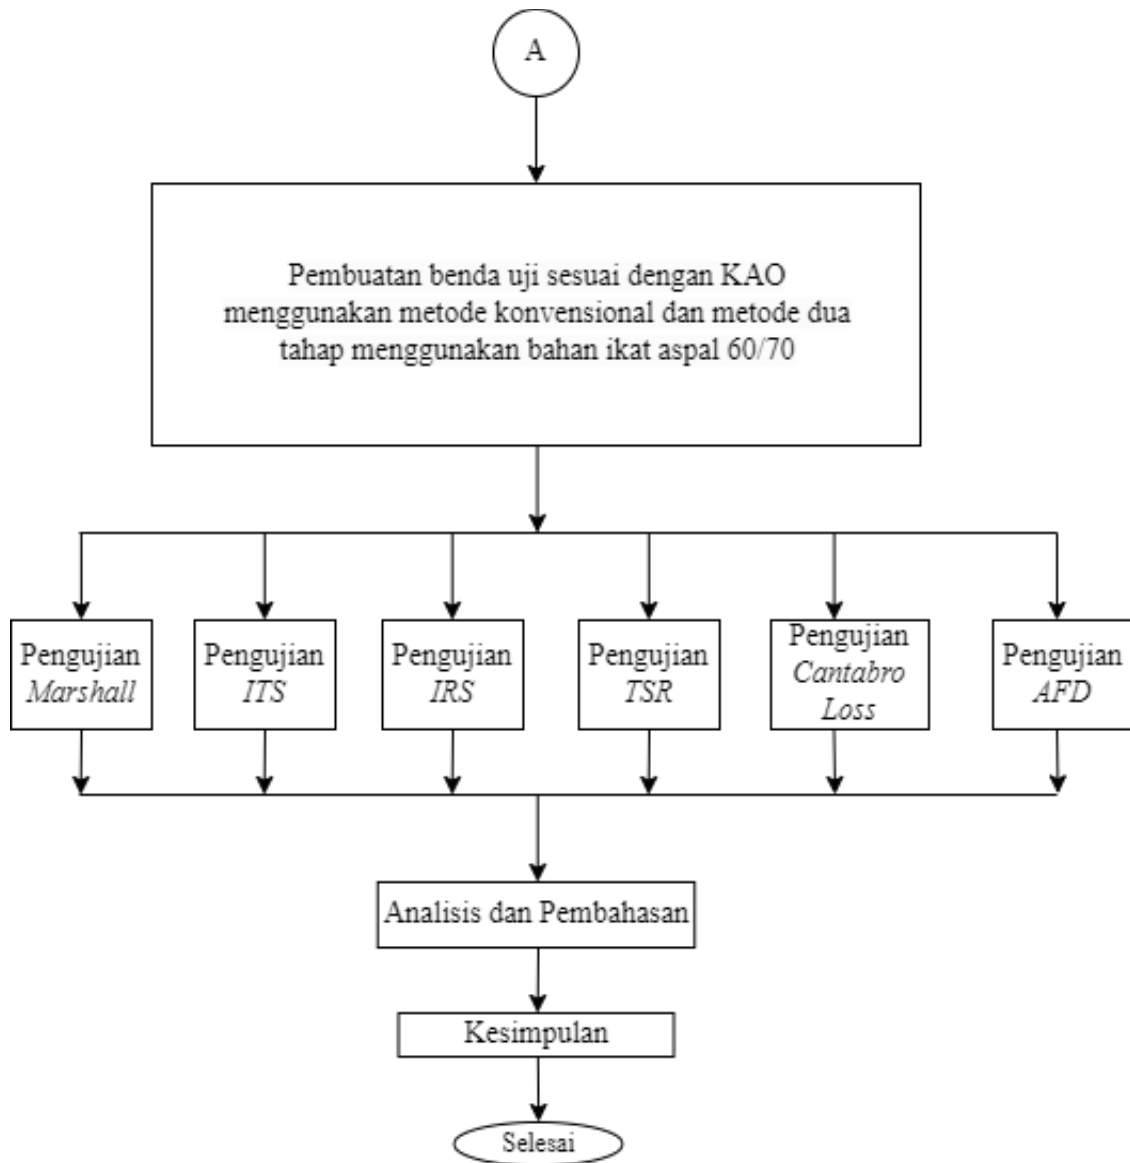 A
Pembuatan benda uji sesuai dengan KAO
menggunakan metode konvensional dan metode dua
tahap menggunakan bahan ikat aspal 60/70
Pengujian
Marshall
Pengujian
ITS
Pengujian
IRS
Pengujian
TSR
Pengujian
Cantabro
Loss
Pengujian
AFD
Analisis dan Pembahasan
Kesimpulan
Selesai